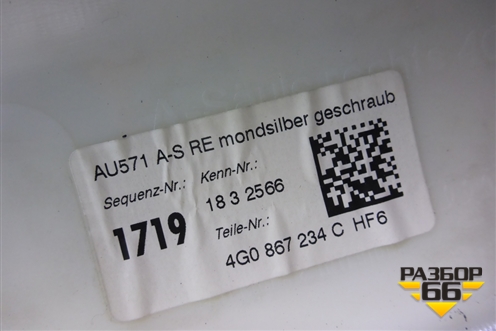 AU571 A-S RE mondsilber geschraub
Sequenz-Nr.: Kenn-Nr.:
1719 18 3 2566
Teile-Nr.:
4G0 867 234 C HF6
РАЗБОР
66